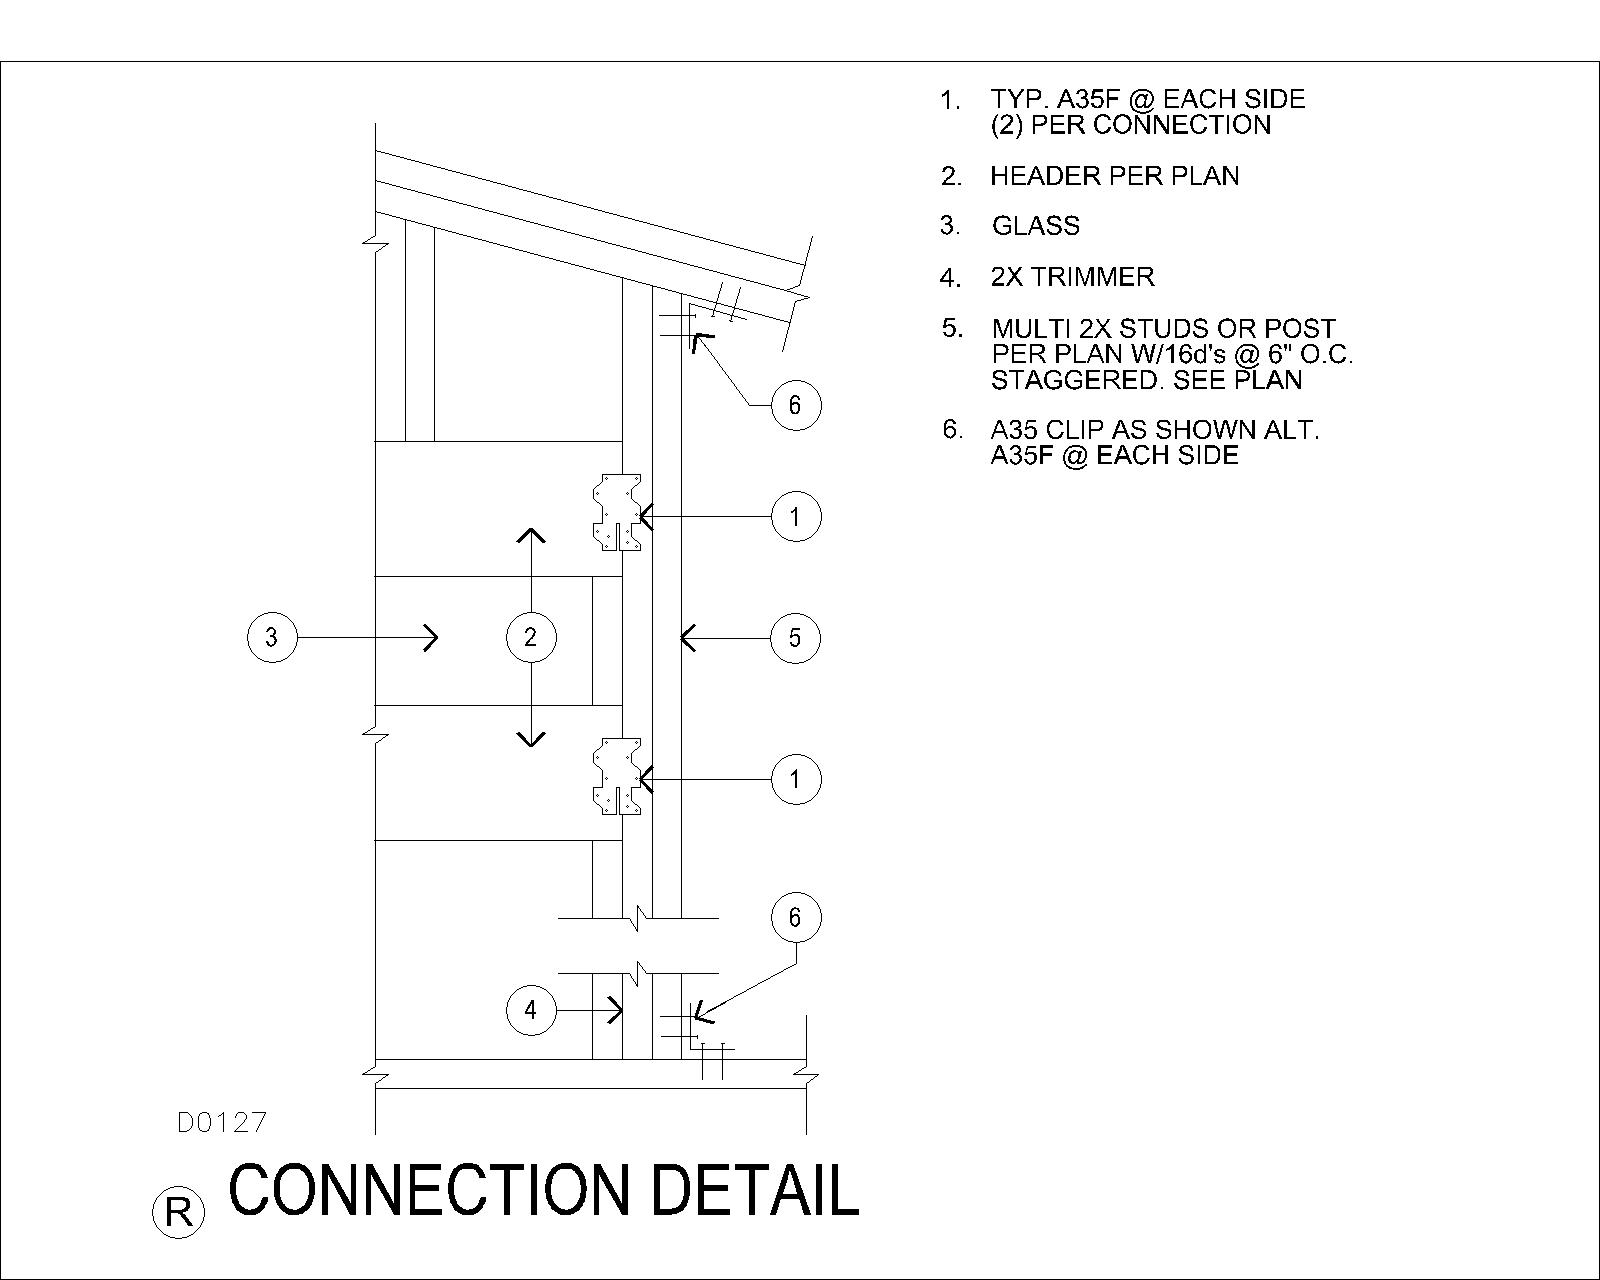 1. TYP. A35F @ EACH SIDE
(2) PER CONNECTION
2. HEADER PER PLAN
3. GLASS
4. 2X TRIMMER
5. MULTI 2X STUDS OR POST
PER PLAN W/16d's @ 6" O.C.
STAGGERED. SEE PLAN
6. A35 CLIP AS SHOWN ALT.
A35F @ EACH SIDE
6
1
3
2
5
1
6
4
D0127
R CONNECTION DETAIL